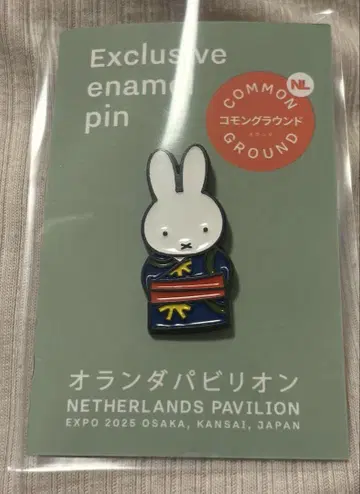 Exclusive
enamel
pin
NL
COMMON
コモングラウンド
GROUND
オランダパビリオン
NETHERLANDS PAVILION
EXPO 2025 OSAKA, KANSAI, JAPAN